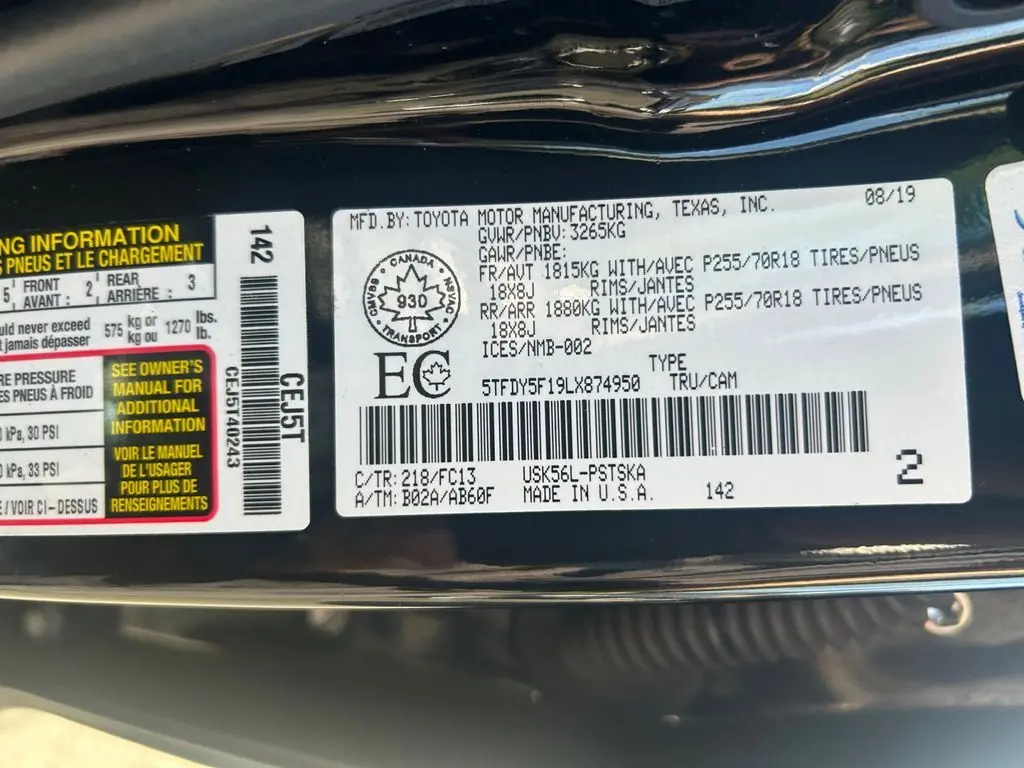 NG INFORMATION
S PNEUS ET LE CHARGEMENT
5 FRONT AVANT : 2 REAR ARRIÈRE : 3
uld never exceed 575 kg or 1270 lbs.
t jamais dépasser kg ou lb.
RE PRESSURE
ES PNEUS À FROID
0 kPa, 30 PSI
0 kPa, 33 PSI
E / VOIR CI-DESSUS
SEE OWNER'S
MANUAL FOR
ADDITIONAL
INFORMATION
VOIR LE MANUEL
DE L'USAGER
POUR PLUS DE
RENSEIGNEMENTS
142
CEJ5T40243
CEJ5T
MFD.BY:TOYOTA MOTOR MANUFACTURING, TEXAS, INC. 08/19
GVWR/PNBV:3265KG
GAWR/PNBE:
FR/AVT 1815KG WITH/AVEC P255/70R18 TIRES/PNEUS
18X8J RIMS/JANTES
RR/ARR 1880KG WITH/AVEC P255/70R18 TIRES/PNEUS
18X8J RIMS/JANTES
ICES/NMB-002
CANADA
930
TRANSPORT
EC
TYPE
5TFDY5F19LX874950 TRU/CAM
C/TR:218/FC13 USK56L-PSTSKA
A/TM:B02A/AB60F MADE IN U.S.A. 142
2